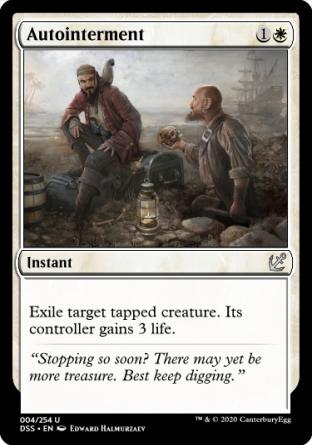 Autointerment 1
Instant
Exile target tapped creature. Its
controller gains 3 life.
“Stopping so soon? There may yet be
more treasure. Best keep digging.”
004/254 U
DSS • EN Edward Halmurzaev
™ & © 2020 CanterburyEgg